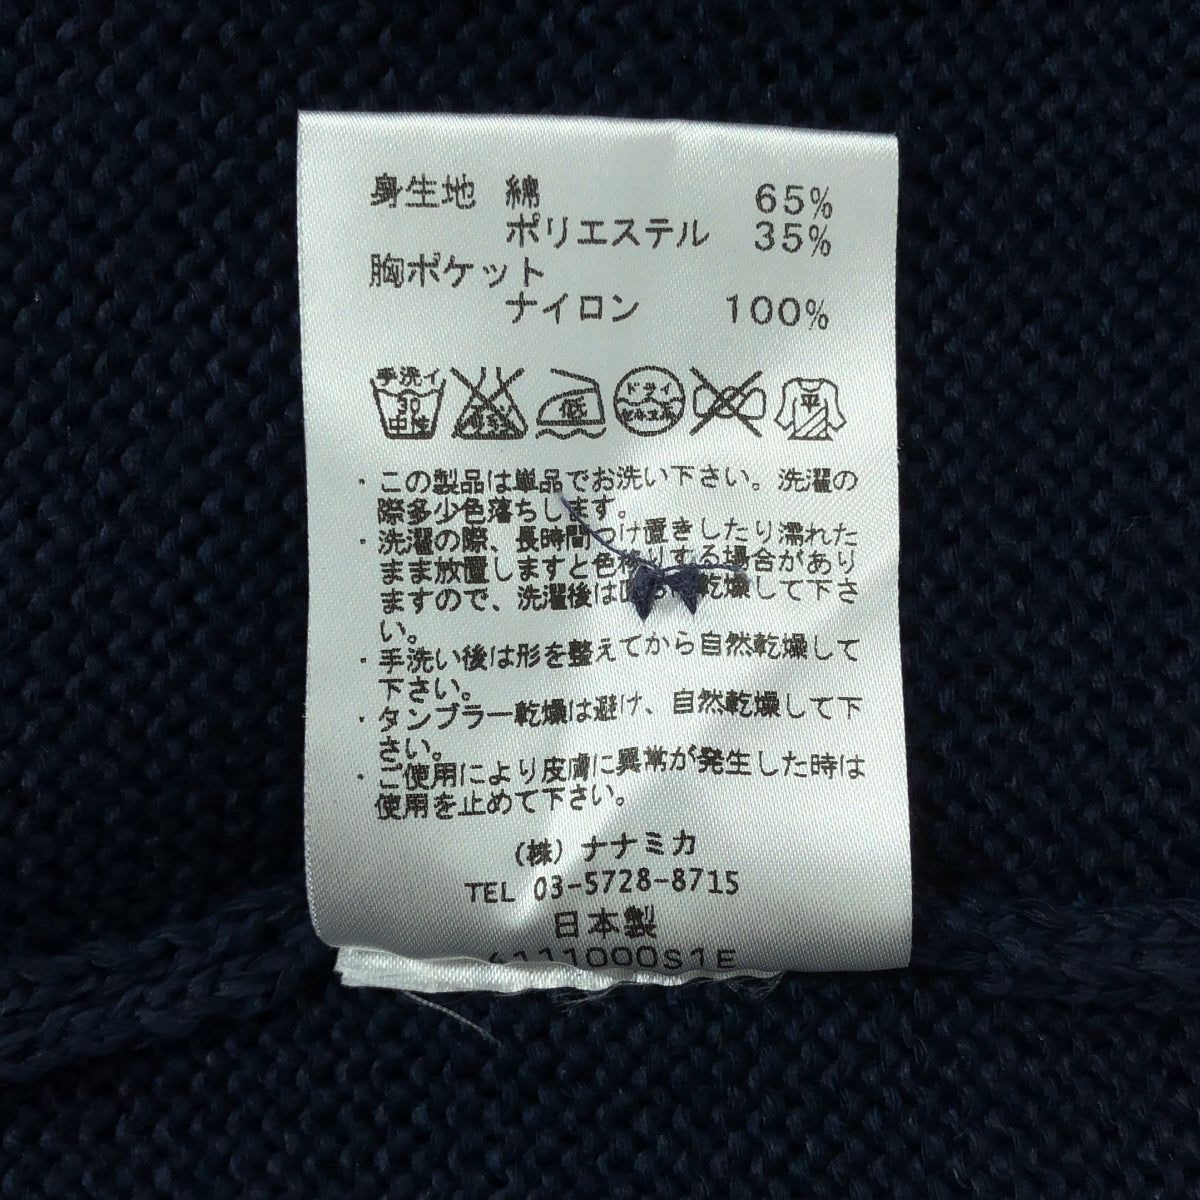 身生地 綿 65%
ポリエステル 35%
胸ポケット
ナイロン 100%
手洗イ 30 中性 低 ドライ 平
・この製品は単品でお洗い下さい。洗濯の
際多少色落ちします。
・洗濯の際、長時間つけ置きしたり濡れた
まま放置しますと色移りする場合があり
ますので、洗濯後は 乾燥して下さ
い。
・手洗い後は形を整えてから自然乾燥して
下さい。
・タンブラー乾燥は避け、自然乾燥して下
さい。
・ご使用により皮膚に異常が発生した時は
使用を止めて下さい。
(株)ナナミカ
TEL 03-5728-8715
日本製
6111000S1E